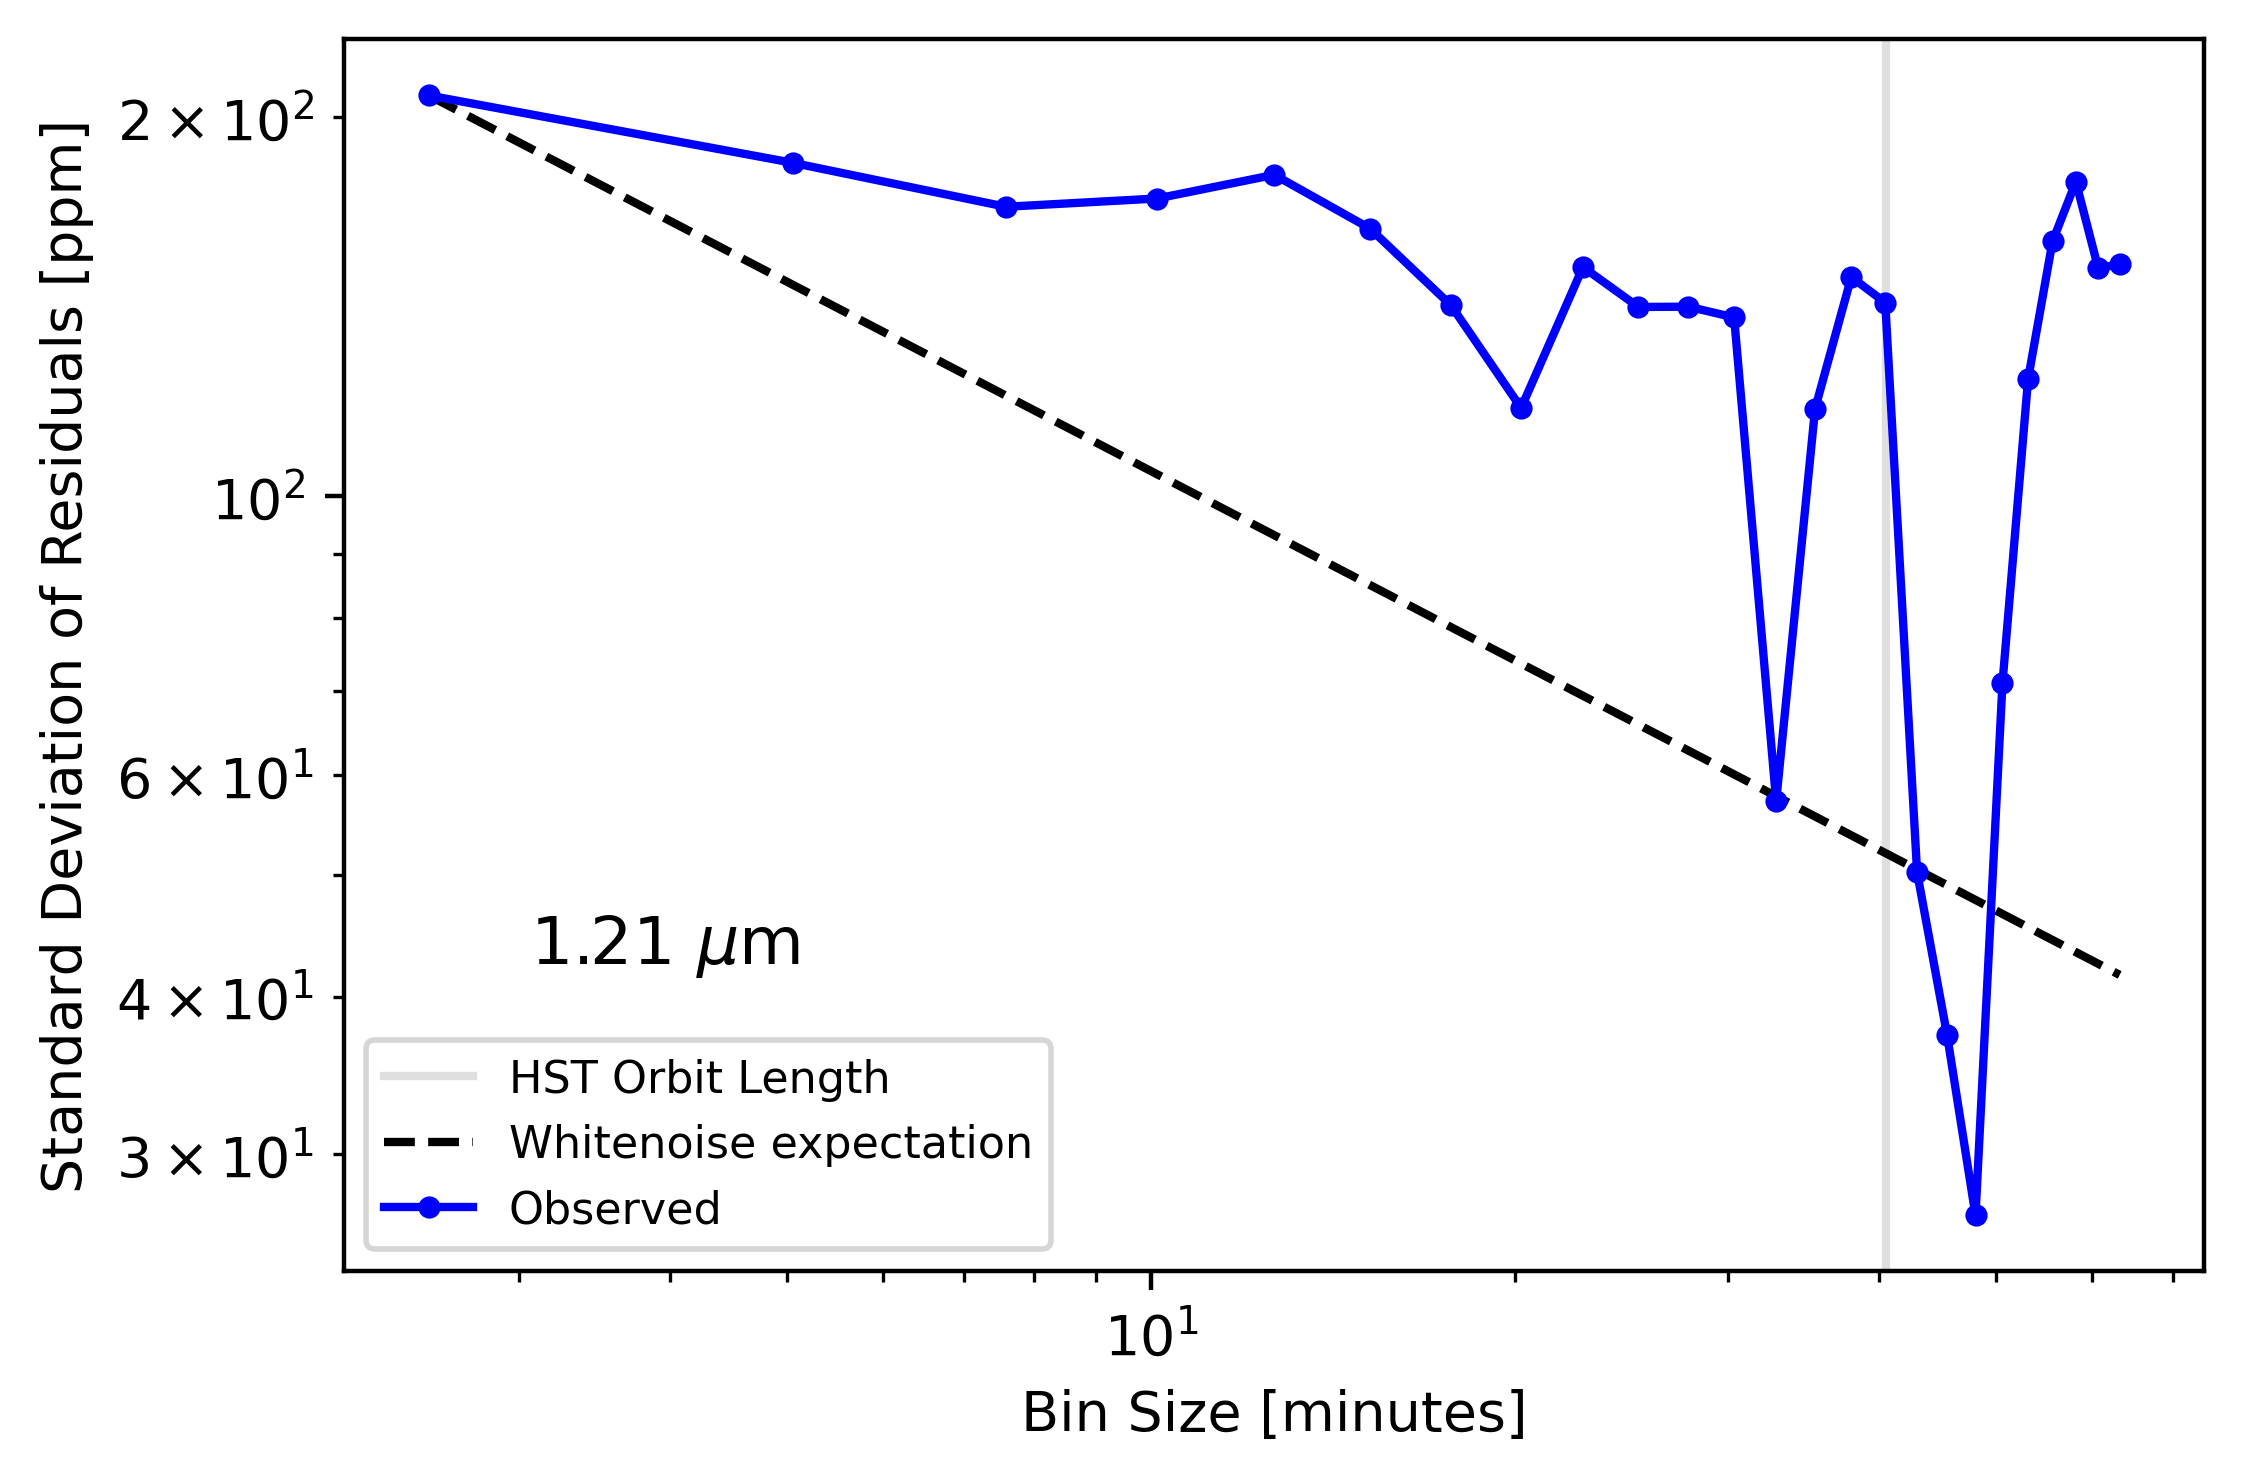 Standard Deviation of Residuals [ppm]
2 × 10²
10²
6 × 10¹
4 × 10¹
3 × 10¹
1.21 μm
HST Orbit Length
Whitenoise expectation
Observed
10¹
Bin Size [minutes]